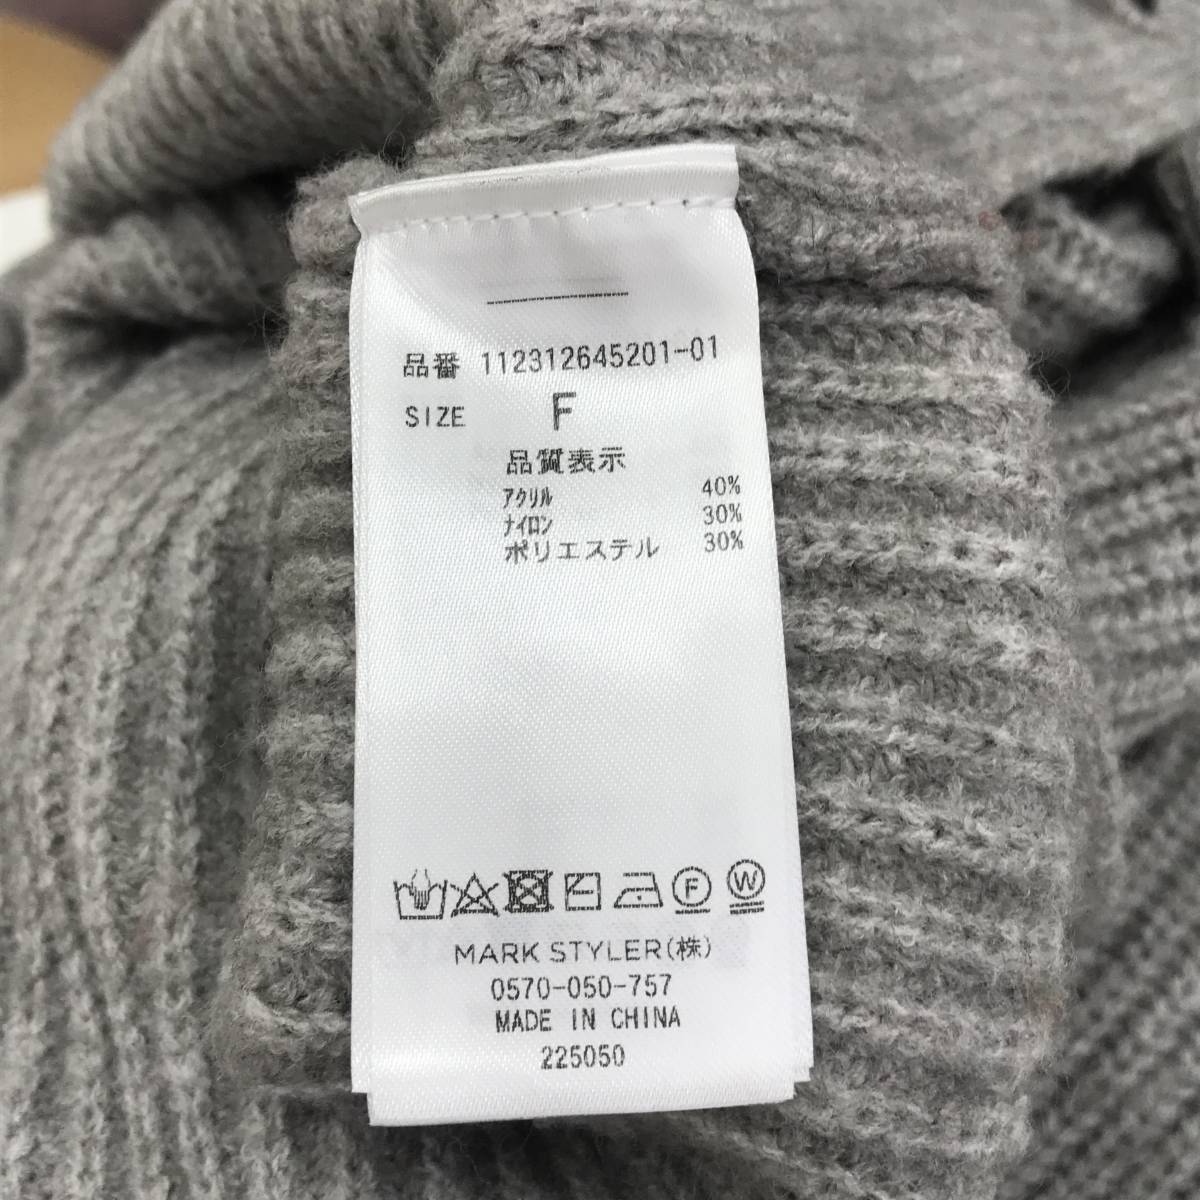 品番 112312645201-01
SIZE F
品質表示
アクリル 40%
ナイロン 30%
ポリエステル 30%
F W
MARK STYLER(株)
0570-050-757
MADE IN CHINA
225050